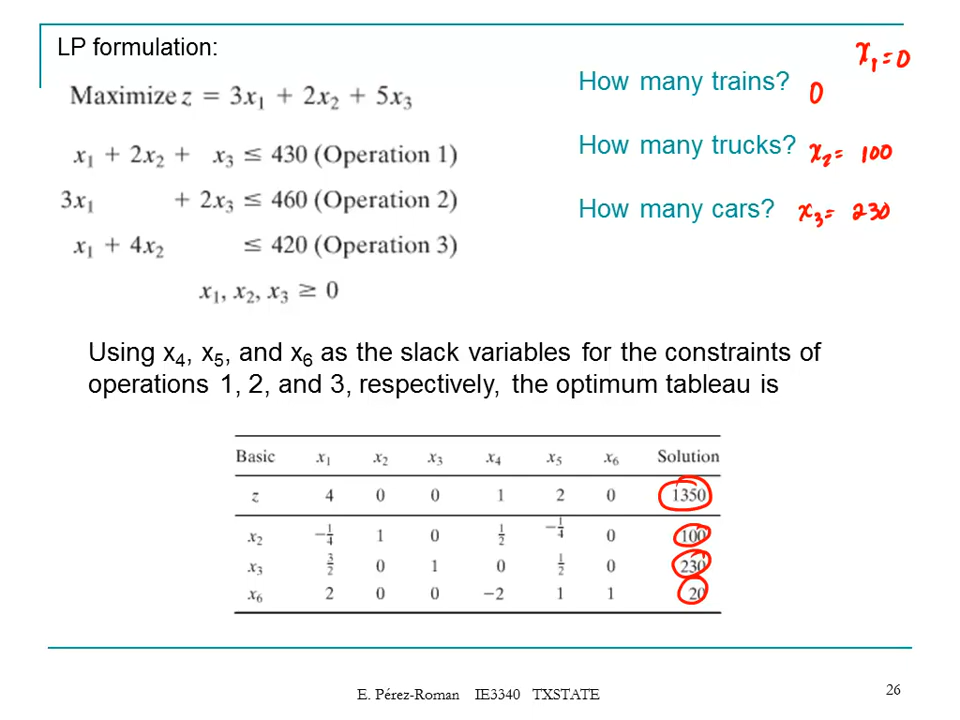 LP formulation:
Maximize z = 3x₁ + 2x₂ + 5x₃
x₁ + 2x₂ + x₃ ≤ 430 (Operation 1)
3x₁ + 2x₃ ≤ 460 (Operation 2)
x₁ + 4x₂ ≤ 420 (Operation 3)
x₁, x₂, x₃ ≥ 0
x₁=0
How many trains? 0
How many trucks? x₂= 100
How many cars? x₃= 230
Using x₄, x₅, and x₆ as the slack variables for the constraints of
operations 1, 2, and 3, respectively, the optimum tableau is
Basic x₁ x₂ x₃ x₄ x₅ x₆ Solution
z 4 0 0 1 2 0 1350
x₂ −1/4 1 0 1/2 −1/4 0 100
x₃ 3/2 0 1 0 1/2 0 230
x₆ 2 0 0 −2 1 1 20
E. Pérez-Roman IE3340 TXSTATE
26